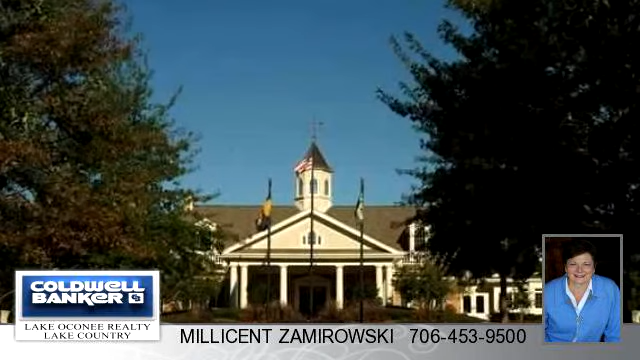 COLDWELL
BANKER
LAKE OCONEE REALTY
LAKE COUNTRY
MILLICENT ZAMIROWSKI 706-453-9500